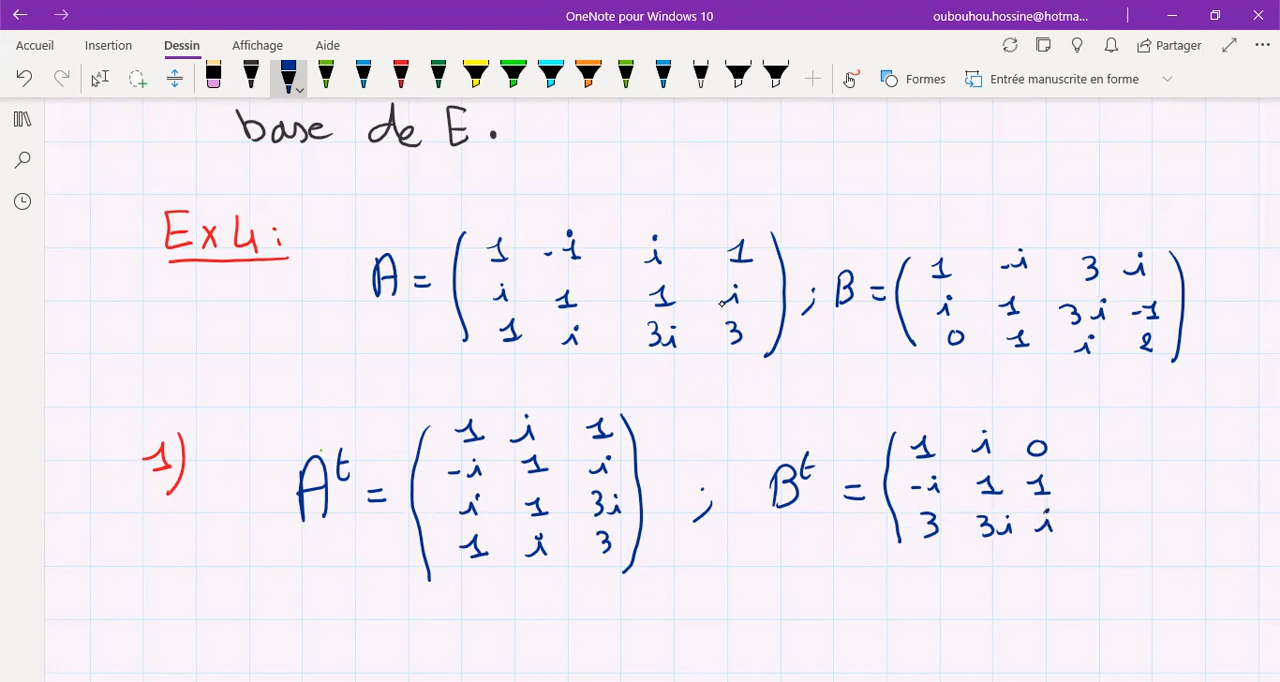 OneNote pour Windows 10
oubouhou.hossine@hotma...
Accueil Insertion Dessin Affichage Aide
Partager
Formes Entrée manuscrite en forme
base de E.
Ex4:
A = ( 1 -i i 1 ; B = ( 1 -i 3 i
i 1 1 i i 1 3i -1
1 i 3i 3 ) 0 1 i 2 )
1) A^t = ( 1 i 1 ; B^t = ( 1 i 0
-i 1 i -i 1 1
i 1 3i 3 3i i
1 i 3 )